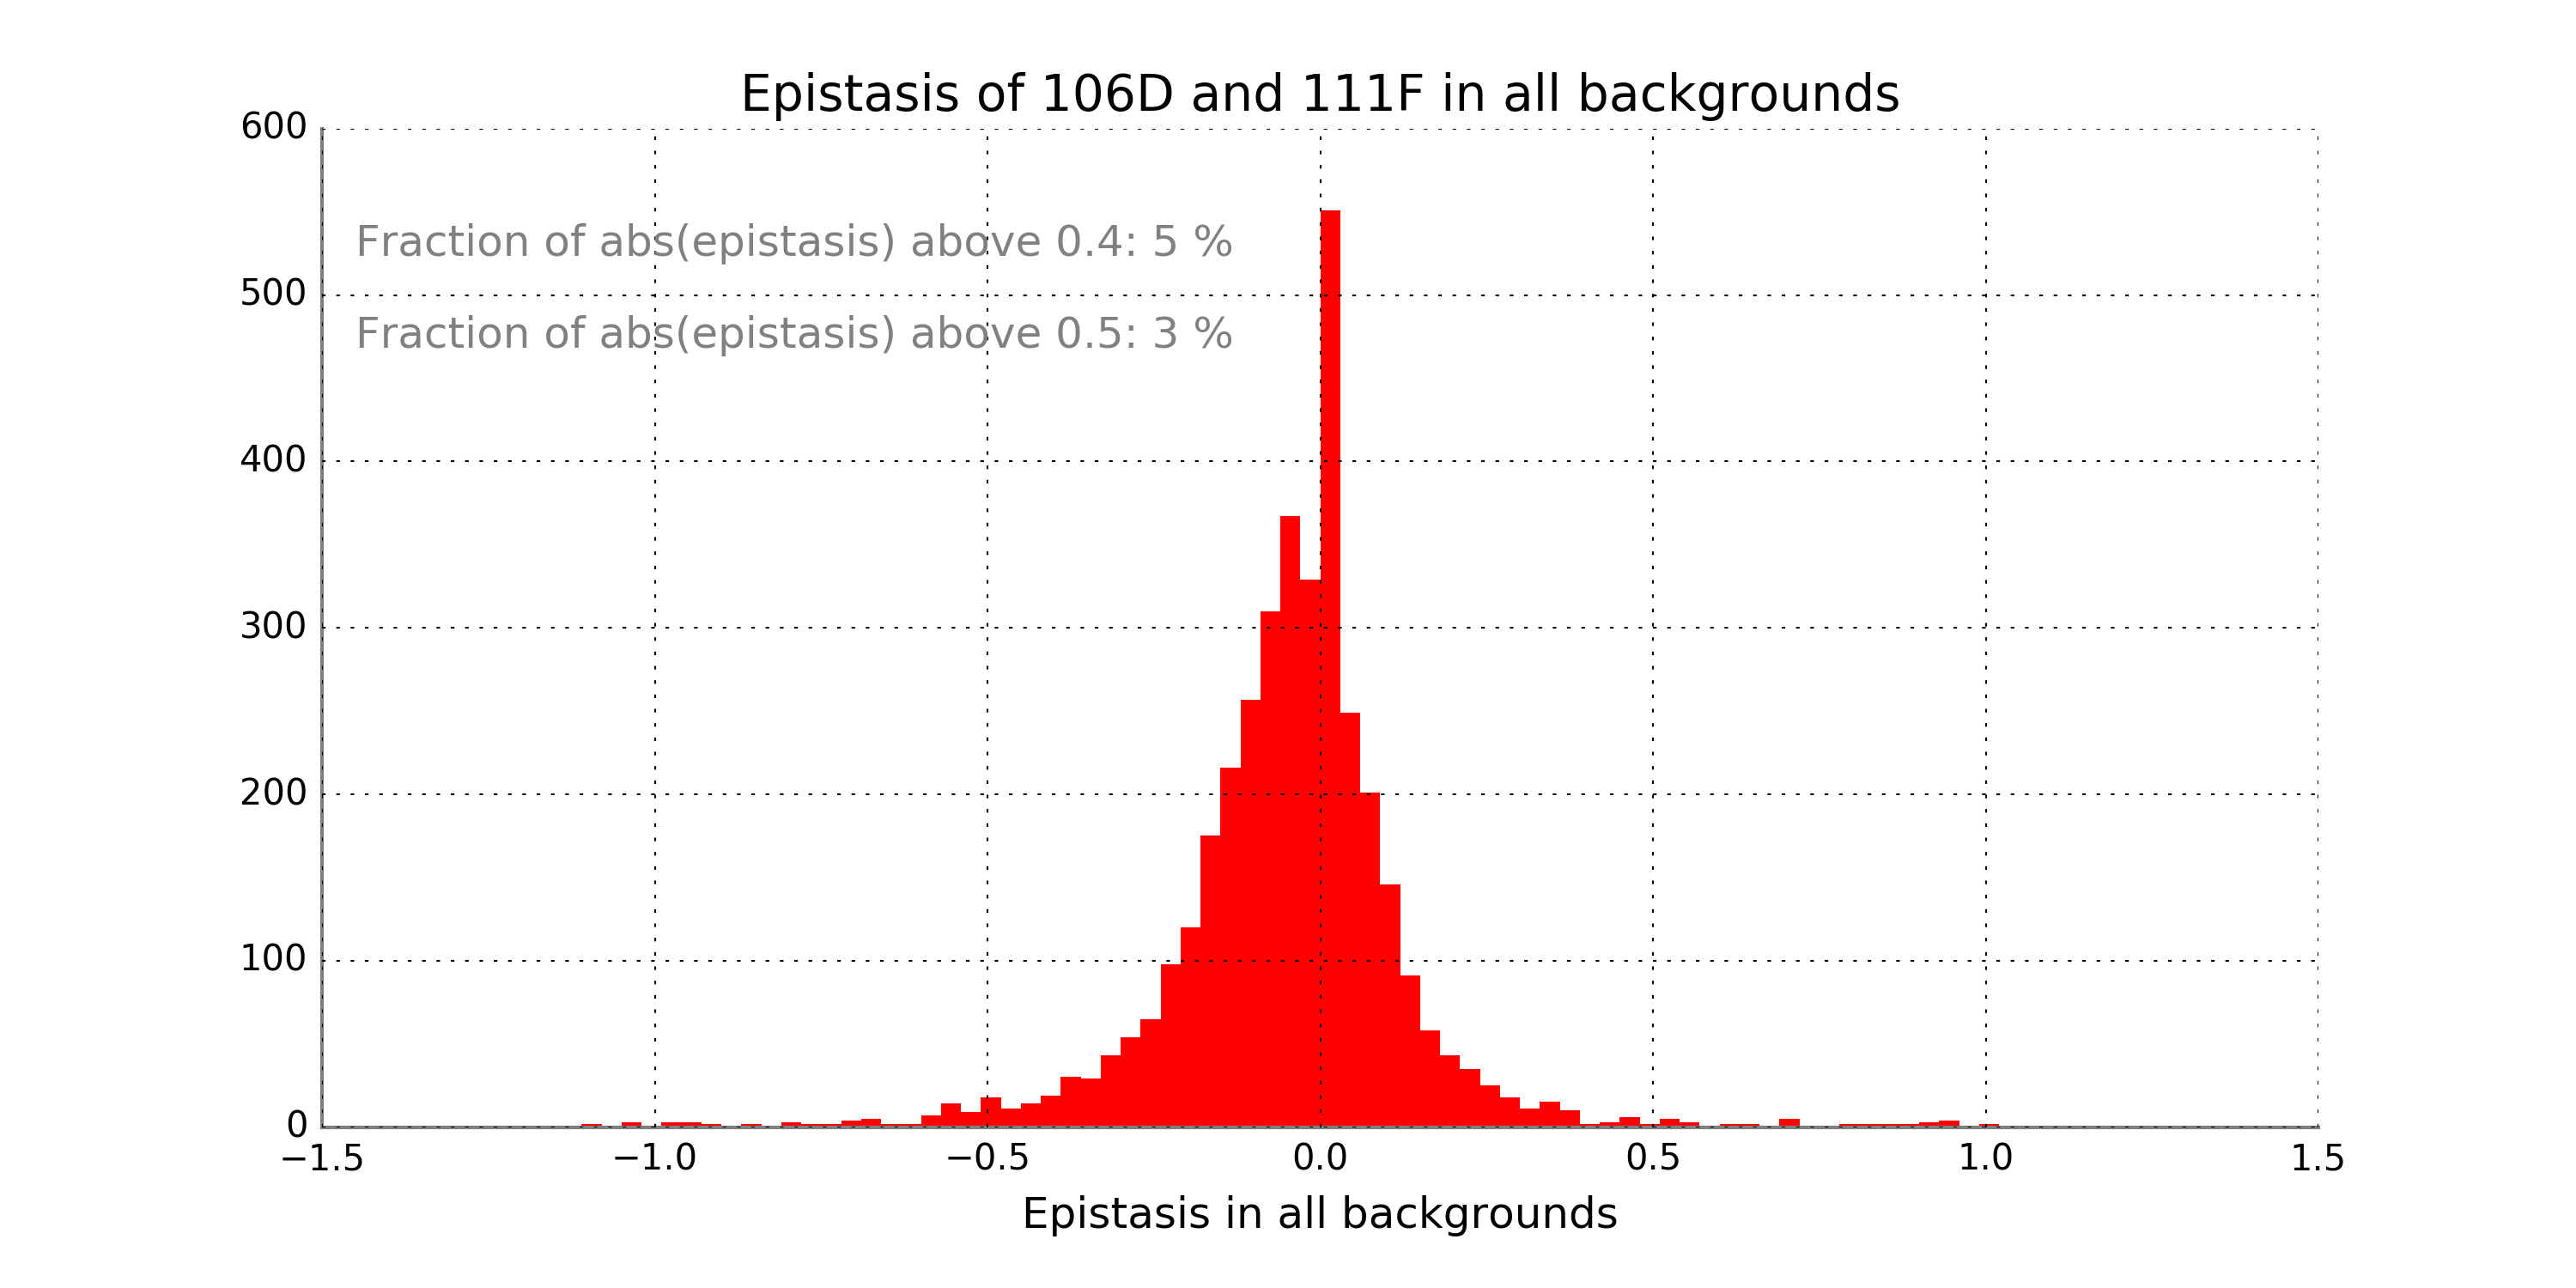 Epistasis of 106D and 111F in all backgrounds
600
Fraction of abs(epistasis) above 0.4: 5 %
500
Fraction of abs(epistasis) above 0.5: 3 %
400
300
200
100
0
−1.5 −1.0 −0.5 0.0 0.5 1.0 1.5
Epistasis in all backgrounds